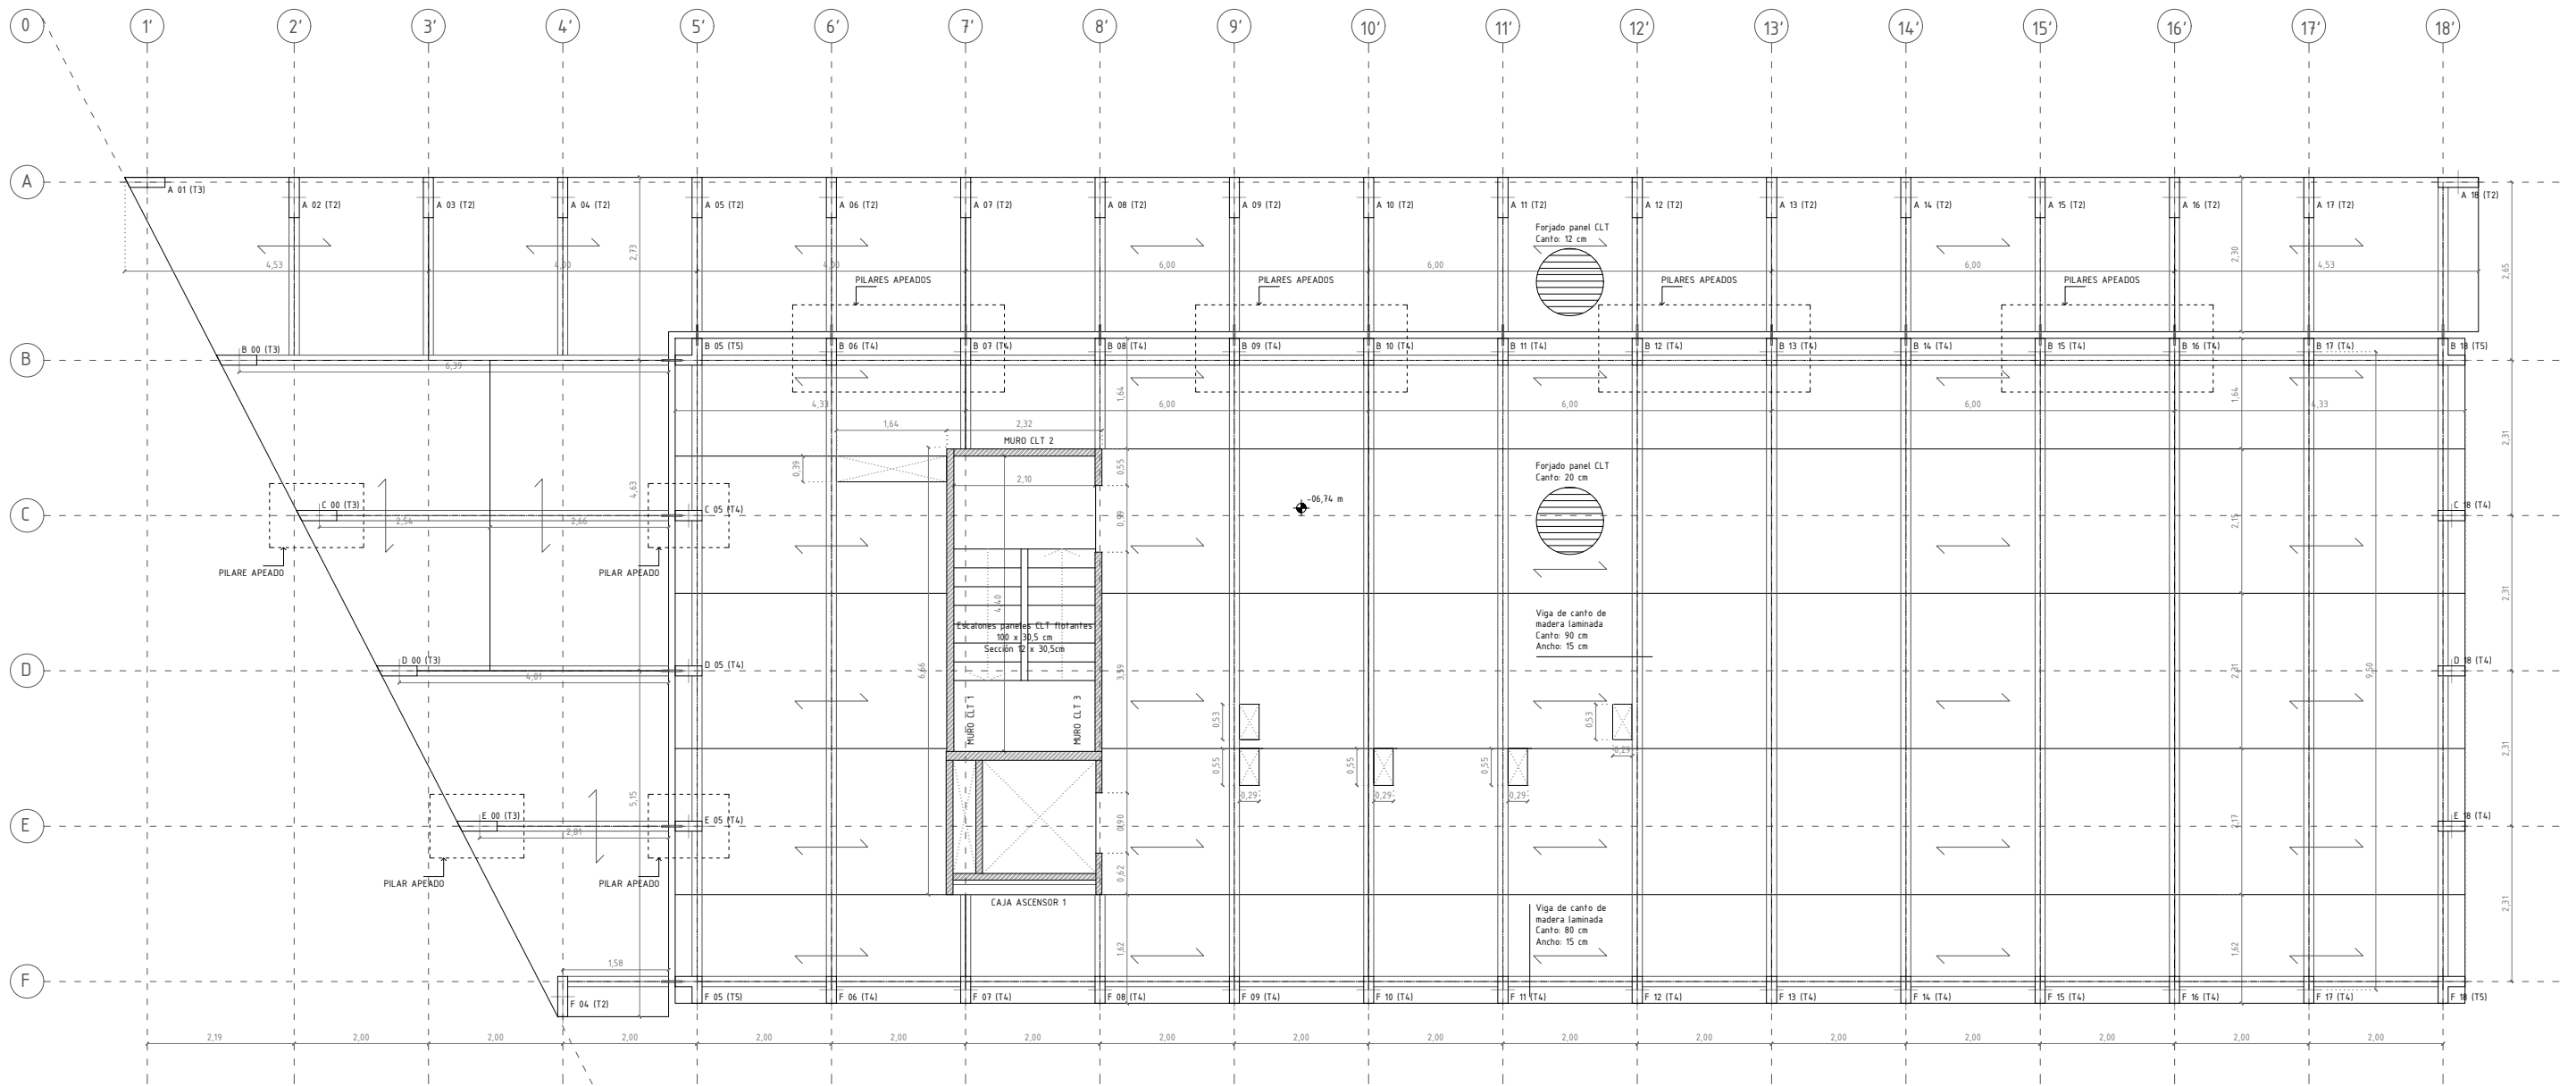 0 1' 2' 3' 4' 5' 6' 7' 8' 9' 10' 11' 12' 13' 14' 15' 16' 17' 18'
A
A 01 (T3)
A 02 (T2) A 03 (T2) A 04 (T2) A 05 (T2) A 06 (T2) A 07 (T2) A 08 (T2) A 09 (T2) A 10 (T2) A 11 (T2) A 12 (T2) A 13 (T2) A 14 (T2) A 15 (T2) A 16 (T2) A 17 (T2) A 18 (T2)
Forjado panel CLT
Canto: 12 cm
2,73 2,30 2,65
4,53 4,00 4,00 6,00 6,00 6,00 4,53
PILARES APEADOS PILARES APEADOS PILARES APEADOS PILARES APEADOS
B
B 00 (T3) B 05 (T5) B 06 (T4) B 07 (T4) B 08 (T4) B 09 (T4) B 10 (T4) B 11 (T4) B 12 (T4) B 13 (T4) B 14 (T4) B 15 (T4) B 16 (T4) B 17 (T4) B 18 (T5)
6,39
1,64 1,64
4,33 6,00 6,00 6,00 4,33
1,64 2,32 2,31
MURO CLT 2
0,39 0,55
2,10
4,63
Forjado panel CLT
Canto: 20 cm
-06,74 m
C
C 00 (T3) C 05 (T4) C 18 (T4)
2,54 2,66 0,99 2,15
PILARE APEADO PILAR APEADO
4,40 2,31
Escalones paneles CLT flotantes
100 x 30,5 cm
Sección 12 x 30,5cm
Viga de canto de
madera laminada
Canto: 90 cm
Ancho: 15 cm
D
D 00 (T3) D 05 (T4) D 18 (T4)
4,01 6,66 3,59 2,31 9,50
MURO CLT 1 MURO CLT 3
0,53 0,53 2,31
0,29
0,55 0,55 0,55
0,29 0,29 0,29
5,15
E
E 00 (T3) E 05 (T4) E 18 (T4)
2,01 0,90 2,17
PILAR APEADO PILAR APEADO
0,62
CAJA ASCENSOR 1
2,31
Viga de canto de
madera laminada
Canto: 80 cm
Ancho: 15 cm
1,58 1,62 1,62
F
F 04 (T2) F 05 (T5) F 06 (T4) F 07 (T4) F 08 (T4) F 09 (T4) F 10 (T4) F 11 (T4) F 12 (T4) F 13 (T4) F 14 (T4) F 15 (T4) F 16 (T4) F 17 (T4) F 18 (T5)
2,19 2,00 2,00 2,00 2,00 2,00 2,00 2,00 2,00 2,00 2,00 2,00 2,00 2,00 2,00 2,00 2,00